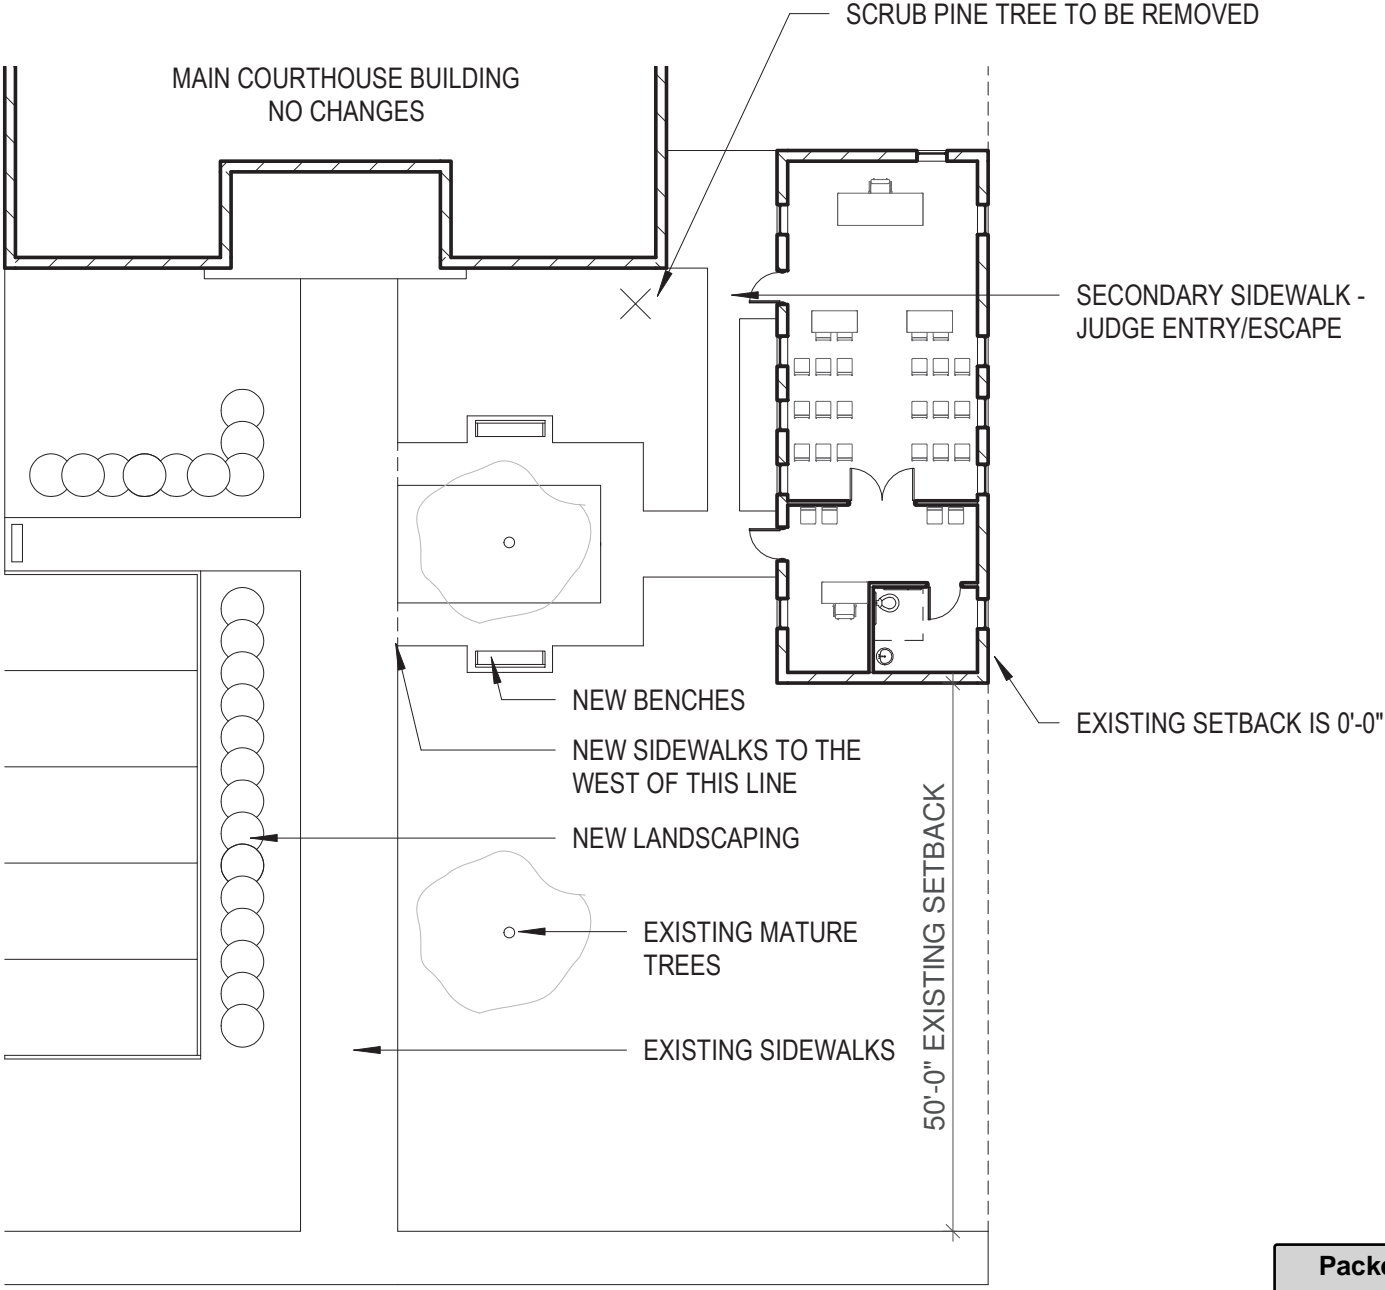 SCRUB PINE TREE TO BE REMOVED
MAIN COURTHOUSE BUILDING
NO CHANGES
SECONDARY SIDEWALK -
JUDGE ENTRY/ESCAPE
NEW BENCHES
EXISTING SETBACK IS 0'-0"
NEW SIDEWALKS TO THE
WEST OF THIS LINE
NEW LANDSCAPING
50'-0" EXISTING SETBACK
EXISTING MATURE
TREES
EXISTING SIDEWALKS